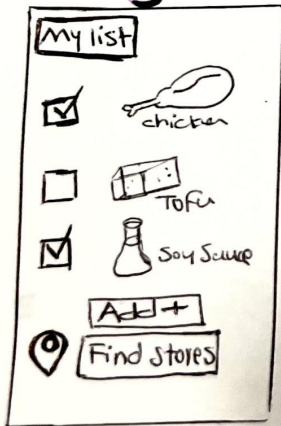 My list
chicken
Tofu
Soy Sauce
Add +
Find stores